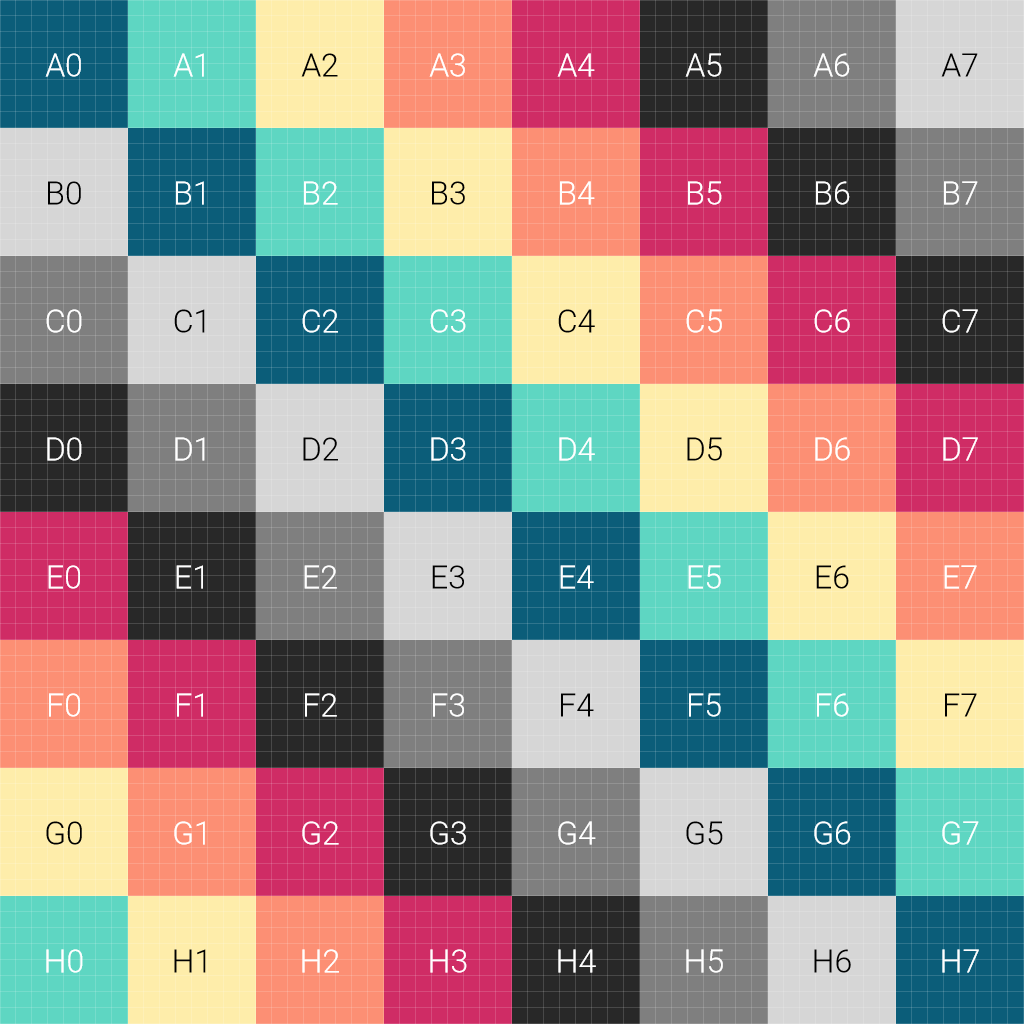 A0 A1 A2 A3 A4 A5 A6 A7
B0 B1 B2 B3 B4 B5 B6 B7
C0 C1 C2 C3 C4 C5 C6 C7
D0 D1 D2 D3 D4 D5 D6 D7
E0 E1 E2 E3 E4 E5 E6 E7
F0 F1 F2 F3 F4 F5 F6 F7
G0 G1 G2 G3 G4 G5 G6 G7
H0 H1 H2 H3 H4 H5 H6 H7